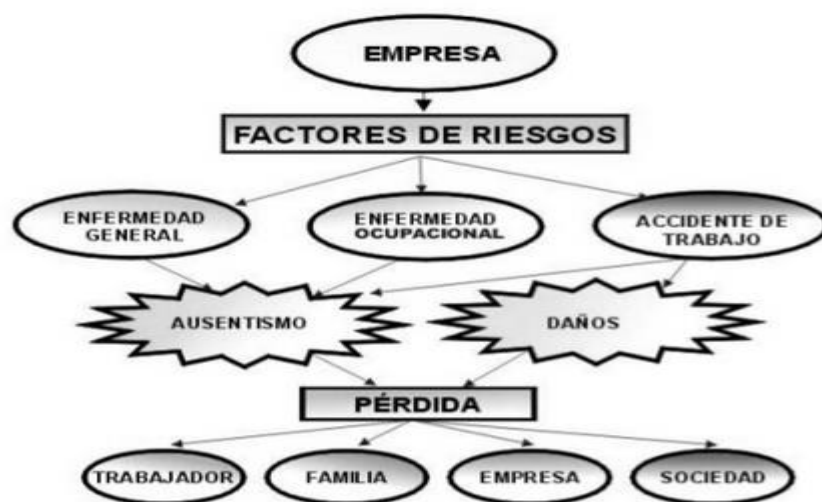 EMPRESA
FACTORES DE RIESGOS
ENFERMEDAD
GENERAL
ENFERMEDAD
OCUPACIONAL
ACCIDENTE DE
TRABAJO
AUSENTISMO
DAÑOS
PÉRDIDA
TRABAJADOR
FAMILIA
EMPRESA
SOCIEDAD